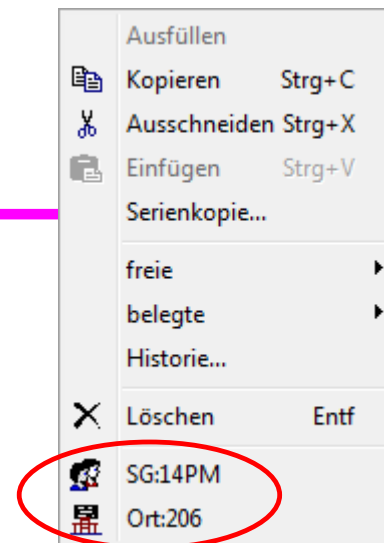 Ausfüllen
Kopieren Strg+C
Ausschneiden Strg+X
Einfügen Strg+V
Serienkopie...
freie
belegte
Historie...
Löschen Entf
SG:14PM
Ort:206